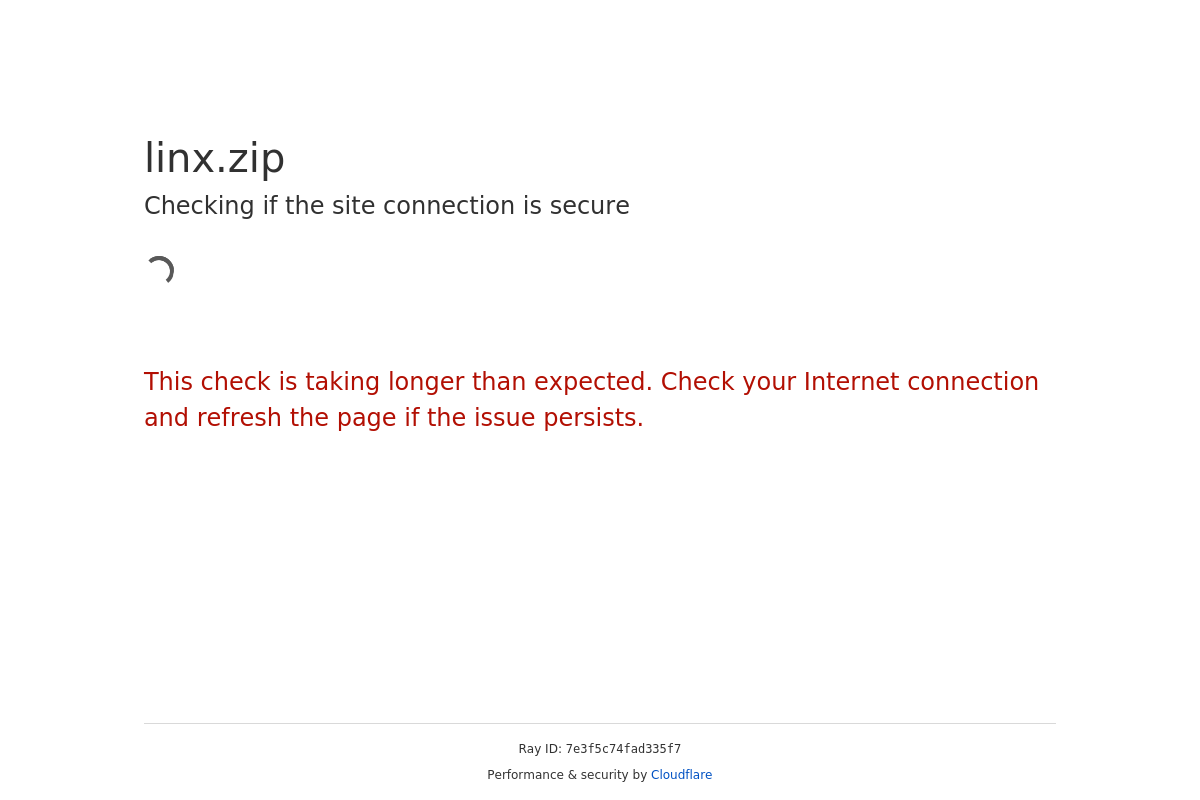 linx.zip
Checking if the site connection is secure
This check is taking longer than expected. Check your Internet connection
and refresh the page if the issue persists.
Ray ID: 7e3f5c74fad335f7
Performance & security by Cloudflare